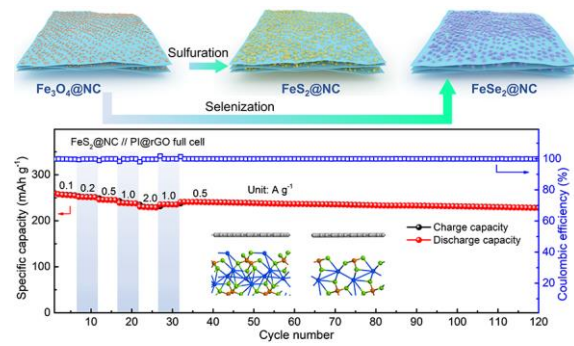 Sulfuration
Fe3O4@NC
FeS2@NC
FeSe2@NC
Selenization
FeS2@NC // PI@rGO full cell
0.1 0.2 0.5 1.0 2.0 1.0 0.5 Unit: A g-1
Charge capacity
Discharge capacity
Specific capacity (mAh g-1)
300
200
100
0
Coulombic efficiency (%)
100
80
60
40
20
0
10 20 30 40 50 60 70 80 90 100 110 120
Cycle number